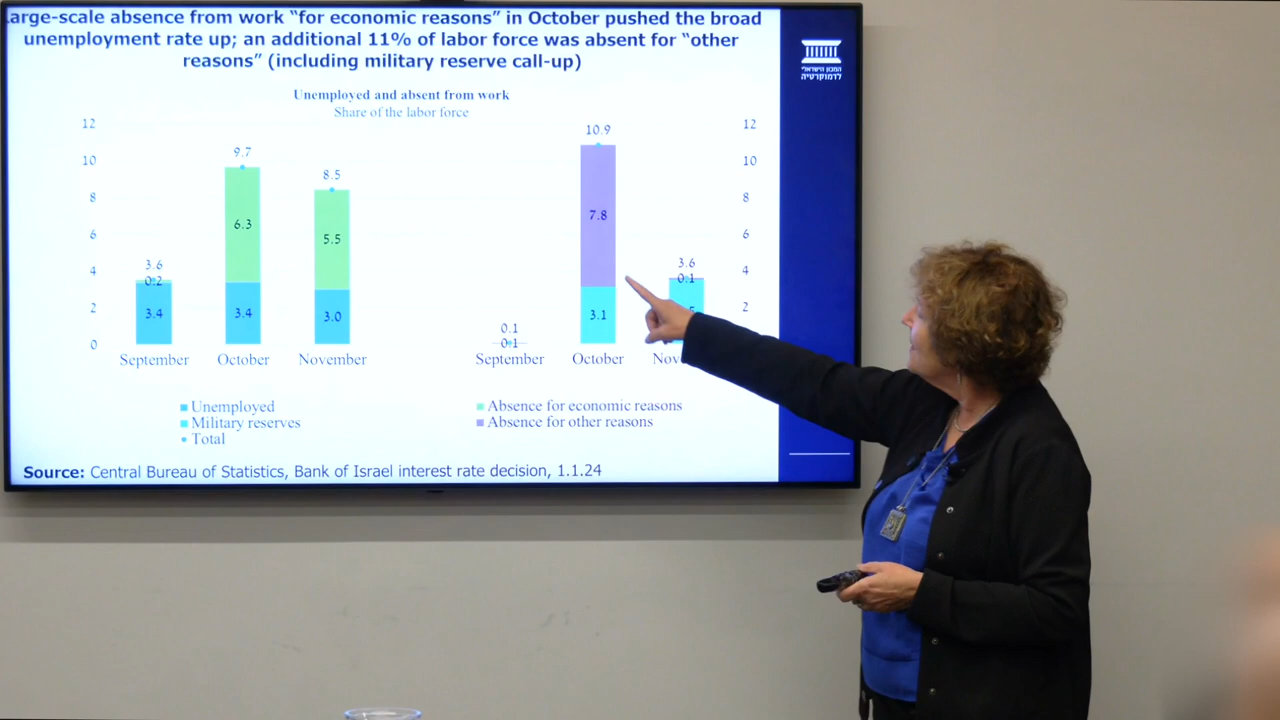 arge-scale absence from work “for economic reasons” in October pushed the broad
unemployment rate up; an additional 11% of labor force was absent for “other
reasons” (including military reserve call-up)
המכון הישראלי
לדמוקרטיה
Unemployed and absent from work
Share of the labor force
12
10
8
6
4
2
0
3.6
0.2
3.4
September
9.7
6.3
3.4
October
8.5
5.5
3.0
November
0.1
0.1
September
10.9
7.8
3.1
October
3.6
0.1
5
Nov
12
10
8
6
4
2
Unemployed
Military reserves
Total
Absence for economic reasons
Absence for other reasons
Source: Central Bureau of Statistics, Bank of Israel interest rate decision, 1.1.24